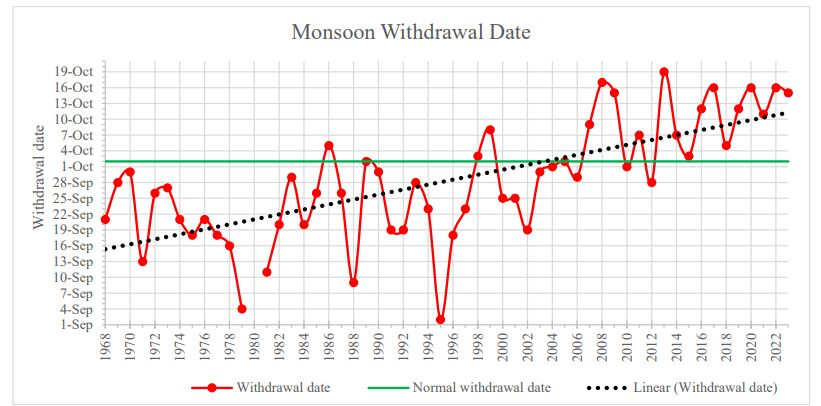 Monsoon Withdrawal Date
Withdrawal date
19-Oct
16-Oct
13-Oct
10-Oct
7-Oct
4-Oct
1-Oct
28-Sep
25-Sep
22-Sep
19-Sep
16-Sep
13-Sep
10-Sep
7-Sep
4-Sep
1-Sep
1968
1970
1972
1974
1976
1978
1980
1982
1984
1986
1988
1990
1992
1994
1996
1998
2000
2002
2004
2006
2008
2010
2012
2014
2016
2018
2020
2022
Withdrawal date Normal withdrawal date Linear (Withdrawal date)